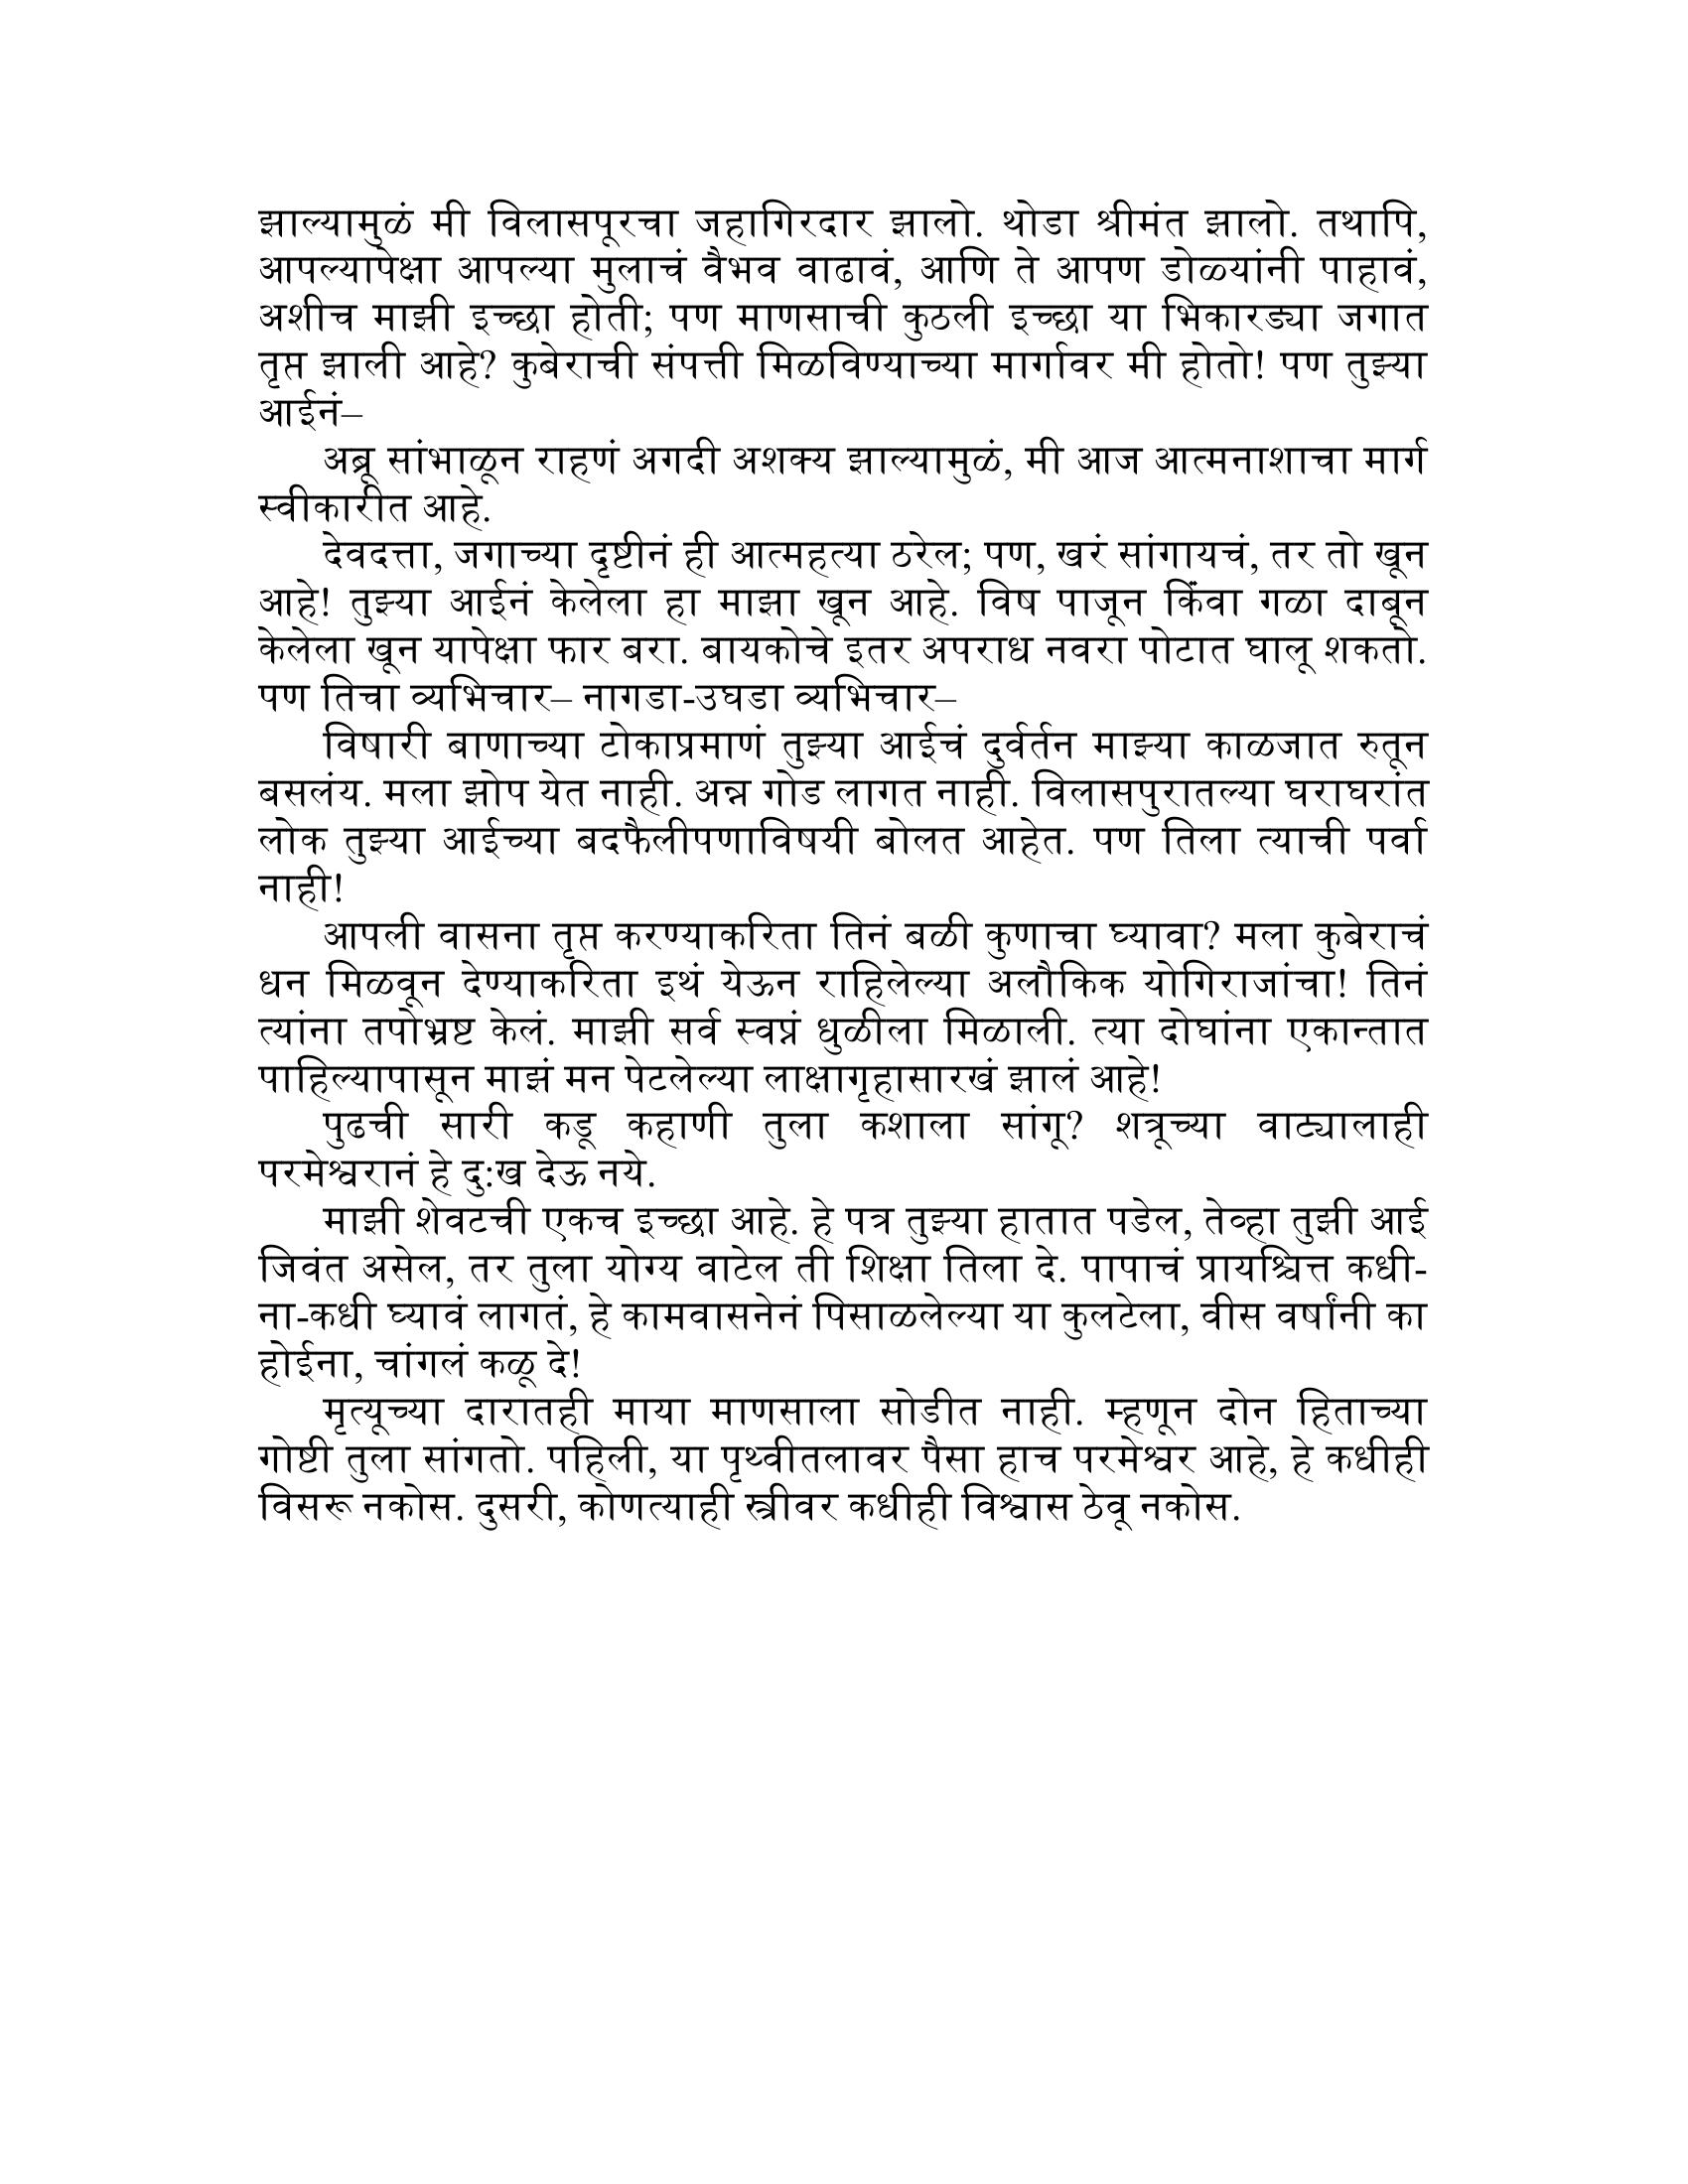 झाल्यामुळं मी विलासपूरचा जहागिरदार झालो. थोडा श्रीमंत झालो. तथापि,
आपल्यापेक्षा आपल्या मुलाचं वैभव वाढावं, आणि ते आपण डोळ्यांनी पाहावं,
अशीच माझी इच्छा होती; पण माणसाची कुठली इच्छा या भिकारड्या जगात
तृप्त झाली आहे? कुबेराची संपत्ती मिळविण्याच्या मार्गावर मी होतो! पण तुझ्या
आईनं–
अब्रू सांभाळून राहणं अगदी अशक्य झाल्यामुळं, मी आज आत्मनाशाचा मार्ग
स्वीकारीत आहे.
देवदत्ता, जगाच्या दृष्टीनं ही आत्महत्या ठरेल; पण, खरं सांगायचं, तर तो खून
आहे! तुझ्या आईनं केलेला हा माझा खून आहे. विष पाजून किंवा गळा दाबून
केलेला खून यापेक्षा फार बरा. बायकोचे इतर अपराध नवरा पोटात घालू शकतो.
पण तिचा व्यभिचार– नागडा-उघडा व्यभिचार–
विषारी बाणाच्या टोकाप्रमाणं तुझ्या आईचं दुर्वर्तन माझ्या काळजात रुतून
बसलंय. मला झोप येत नाही. अन्न गोड लागत नाही. विलासपुरातल्या घराघरांत
लोक तुझ्या आईच्या बदफैलीपणाविषयी बोलत आहेत. पण तिला त्याची पर्वा
नाही!
आपली वासना तृप्त करण्याकरिता तिनं बळी कुणाचा घ्यावा? मला कुबेराचं
धन मिळवून देण्याकरिता इथं येऊन राहिलेल्या अलौकिक योगिराजांचा! तिनं
त्यांना तपोभ्रष्ट केलं. माझी सर्व स्वप्नं धुळीला मिळाली. त्या दोघांना एकान्तात
पाहिल्यापासून माझं मन पेटलेल्या लाक्षागृहासारखं झालं आहे!
पुढची सारी कडू कहाणी तुला कशाला सांगू? शत्रूच्या वाट्यालाही
परमेश्वरानं हे दु:ख देऊ नये.
माझी शेवटची एकच इच्छा आहे. हे पत्र तुझ्या हातात पडेल, तेव्हा तुझी आई
जिवंत असेल, तर तुला योग्य वाटेल ती शिक्षा तिला दे. पापाचं प्रायश्चित्त कधी-
ना-कधी घ्यावं लागतं, हे कामवासनेनं पिसाळलेल्या या कुलटेला, वीस वर्षांनी का
होईना, चांगलं कळू दे!
मृत्यूच्या दारातही माया माणसाला सोडीत नाही. म्हणून दोन हिताच्या
गोष्टी तुला सांगतो. पहिली, या पृथ्वीतलावर पैसा हाच परमेश्वर आहे, हे कधीही
विसरू नकोस. दुसरी, कोणत्याही स्त्रीवर कधीही विश्वास ठेवू नकोस.